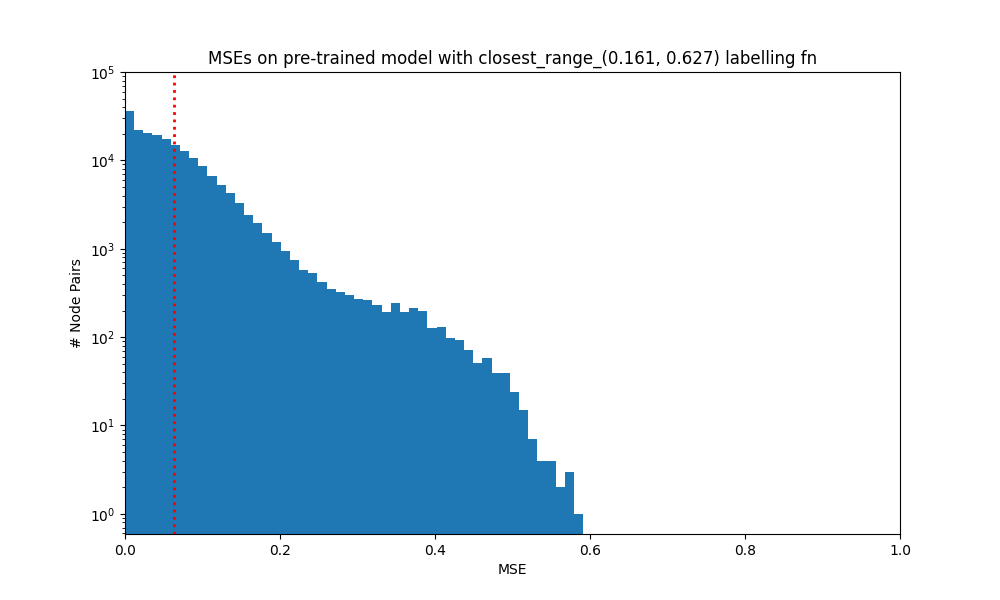 MSEs on pre-trained model with closest_range_(0.161, 0.627) labelling fn
10^5
10^4
10^3
10^2
10^1
10^0
# Node Pairs
0.0 0.2 0.4 0.6 0.8 1.0
MSE